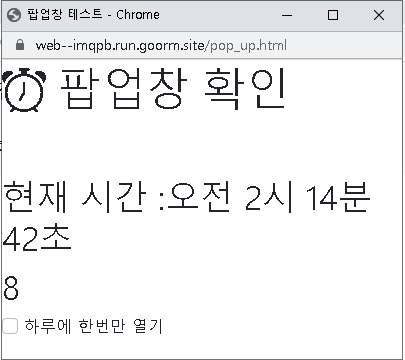 팝업창 테스트 - Chrome
web--imqpb.run.goorm.site/pop_up.html
팝업창 확인
현재 시간 :오전 2시 14분
42초
8
하루에 한번만 열기